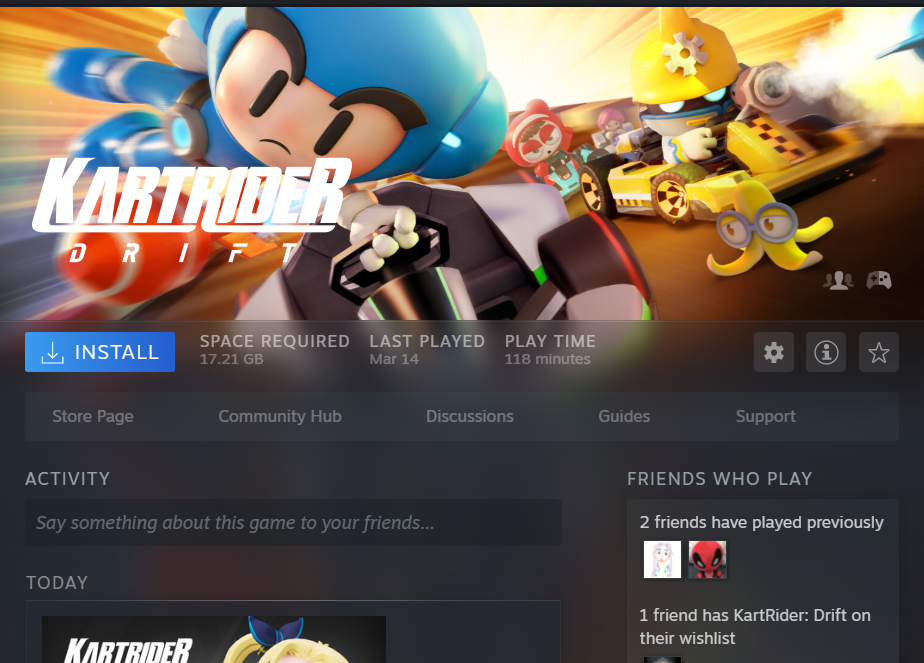 KARTRIDER
DRIFT
INSTALL
SPACE REQUIRED
17.21 GB
LAST PLAYED
Mar 14
PLAY TIME
118 minutes
Store Page
Community Hub
Discussions
Guides
Support
ACTIVITY
Say something about this game to your friends...
TODAY
KARTRIDER
FRIENDS WHO PLAY
2 friends have played previously
1 friend has KartRider: Drift on
their wishlist